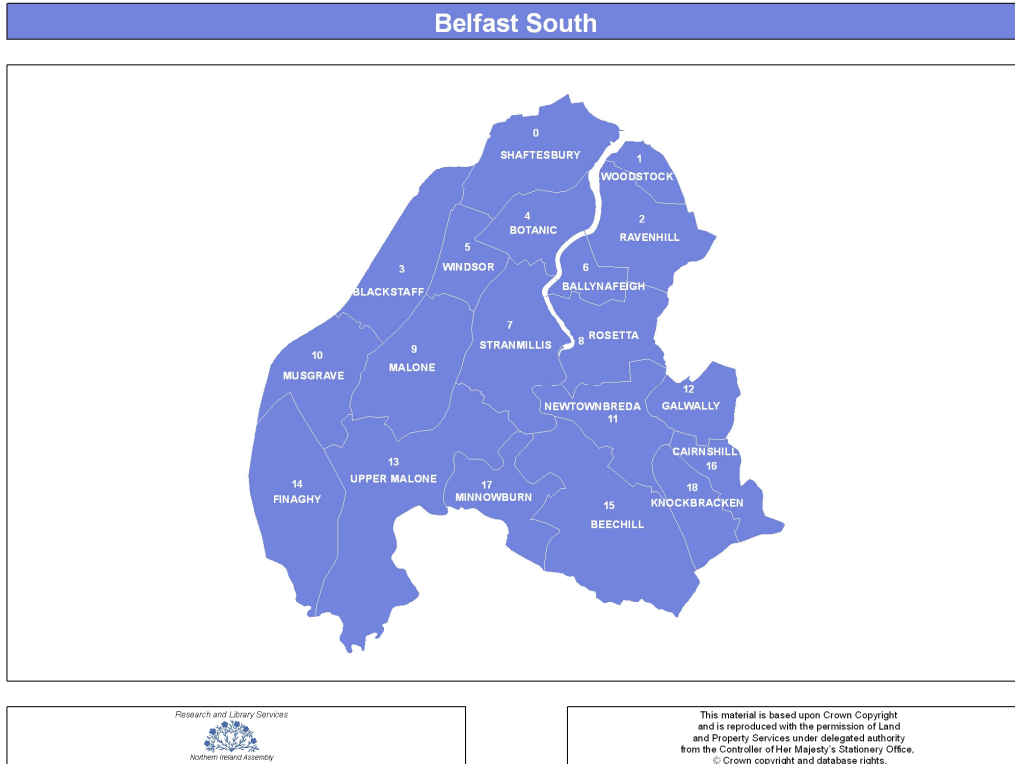 Belfast South
0
SHAFTESBURY
1
WOODSTOCK
4
BOTANIC
2
RAVENHILL
5
WINDSOR
3
BLACKSTAFF
6
BALLYNAFEIGH
7
STRANMILLIS
8 ROSETTA
9
MALONE
10
MUSGRAVE
12
GALWALLY
NEWTOWNBREDA
11
CAIRNSHILL
16
13
UPPER MALONE
14
FINAGHY
17
MINNOWBURN
18
KNOCKBRACKEN
15
BEECHILL
Research and Library Services
Northern Ireland Assembly
This material is based upon Crown Copyright
and is reproduced with the permission of Land
and Property Services under delegated authority
from the Controller of Her Majesty's Stationery Office,
© Crown copyright and database rights.